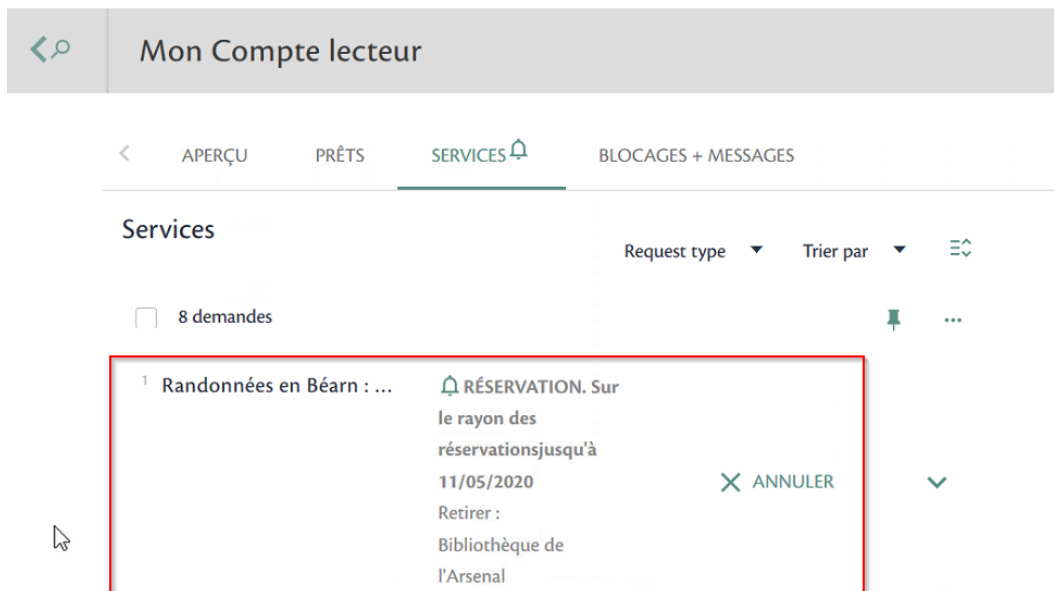 Mon Compte lecteur
APERÇU PRÊTS SERVICES BLOCAGES + MESSAGES
Services
Request type Trier par
8 demandes
1 Randonnées en Béarn : ... RÉSERVATION. Sur
le rayon des
réservationsjusqu'à
11/05/2020 ANNULER
Retirer :
Bibliothèque de
l'Arsenal